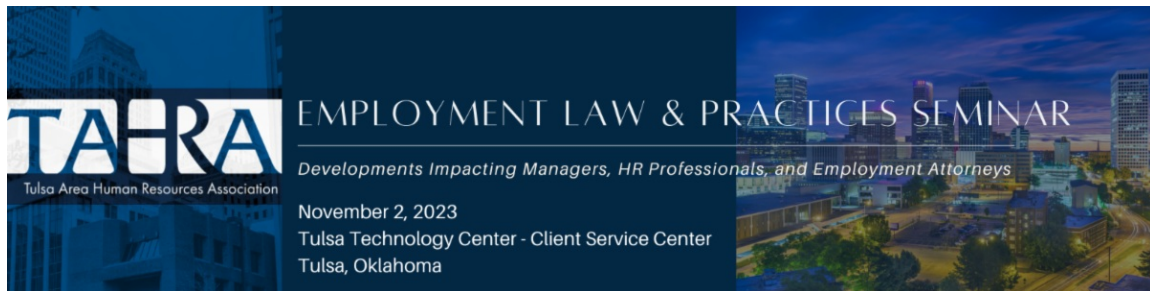 TAHRA
Tulsa Area Human Resources Association
EMPLOYMENT LAW & PRACTICES SEMINAR
Developments Impacting Managers, HR Professionals, and Employment Attorneys
November 2, 2023
Tulsa Technology Center - Client Service Center
Tulsa, Oklahoma